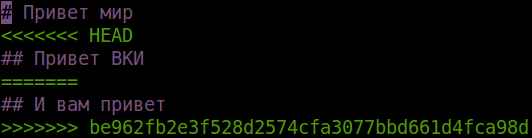 # Привет мир
<<<<<<< HEAD
## Привет ВКИ
=======
## И вам привет
>>>>>>> be962fb2e3f528d2574cfa3077bbd661d4fca98d